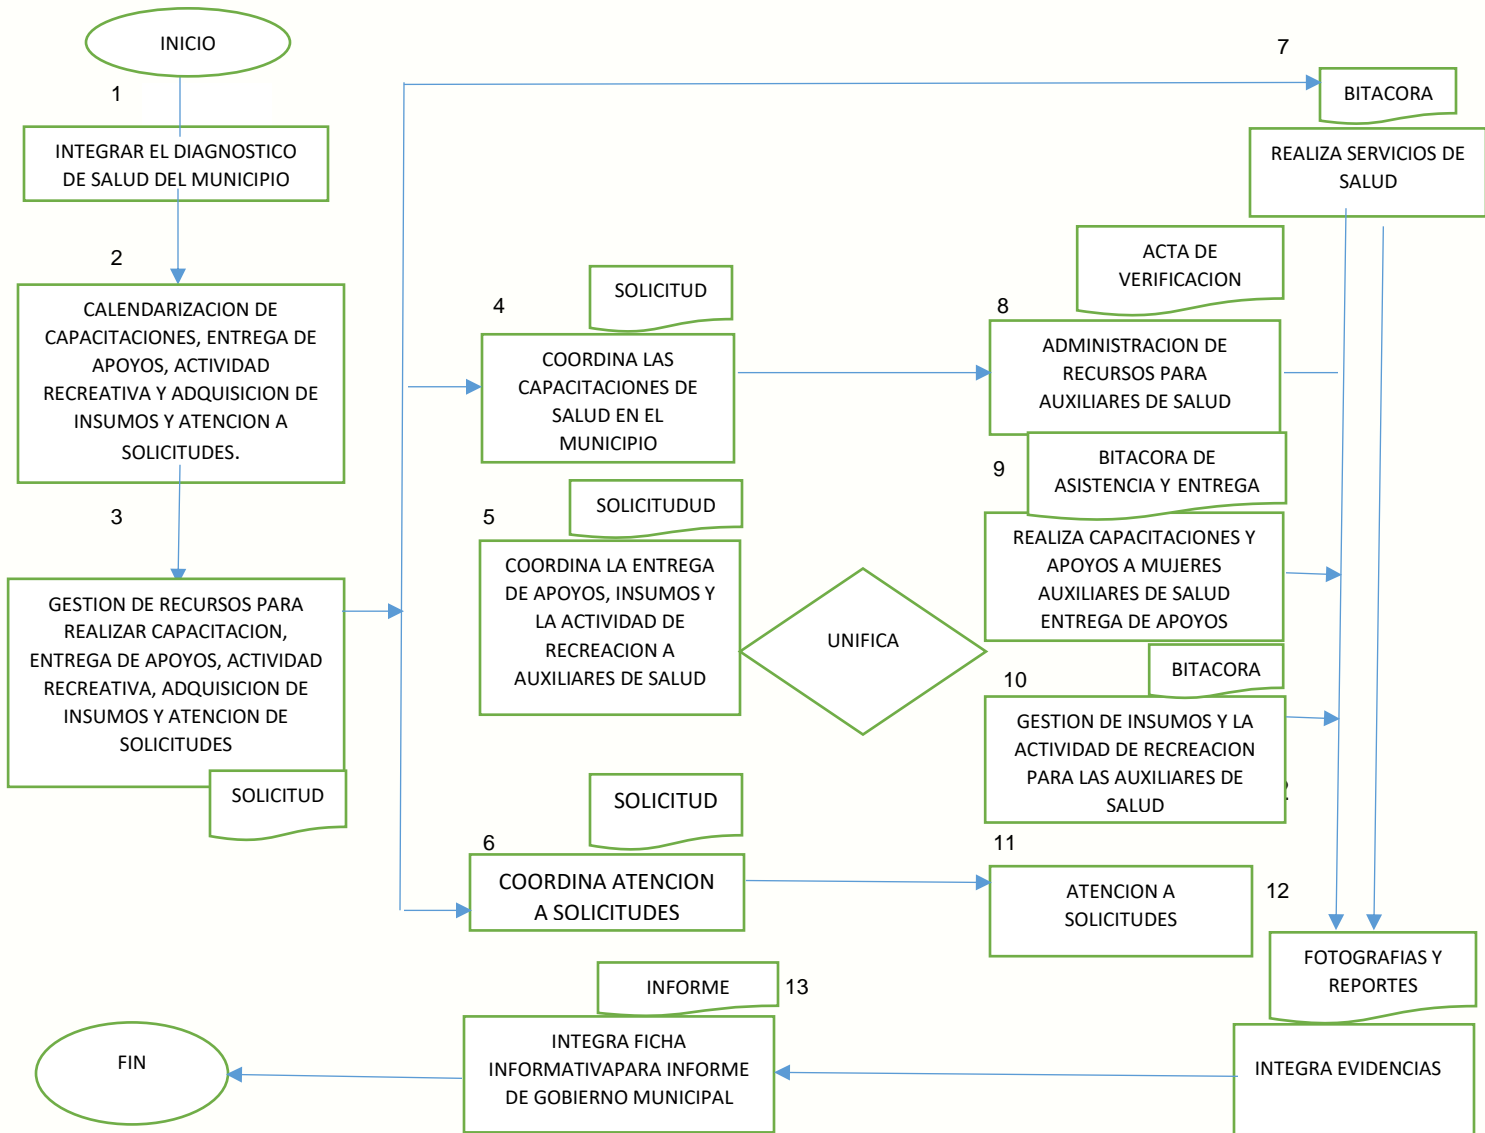 INICIO
1
INTEGRAR EL DIAGNOSTICO
DE SALUD DEL MUNICIPIO
2
CALENDARIZACION DE
CAPACITACIONES, ENTREGA DE
APOYOS, ACTIVIDAD
RECREATIVA Y ADQUISICION DE
INSUMOS Y ATENCION A
SOLICITUDES.
3
GESTION DE RECURSOS PARA
REALIZAR CAPACITACION,
ENTREGA DE APOYOS, ACTIVIDAD
RECREATIVA, ADQUISICION DE
INSUMOS Y ATENCION DE
SOLICITUDES
SOLICITUD
4
SOLICITUD
COORDINA LAS
CAPACITACIONES DE
SALUD EN EL
MUNICIPIO
5
SOLICITUDUD
COORDINA LA ENTREGA
DE APOYOS, INSUMOS Y
LA ACTIVIDAD DE
RECREACION A
AUXILIARES DE SALUD
UNIFICA
6
SOLICITUD
COORDINA ATENCION
A SOLICITUDES
7
BITACORA
REALIZA SERVICIOS DE
SALUD
ACTA DE
VERIFICACION
8
ADMINISTRACION DE
RECURSOS PARA
AUXILIARES DE SALUD
9
BITACORA DE
ASISTENCIA Y ENTREGA
REALIZA CAPACITACIONES Y
APOYOS A MUJERES
AUXILIARES DE SALUD
ENTREGA DE APOYOS
BITACORA
10
GESTION DE INSUMOS Y LA
ACTIVIDAD DE RECREACION
PARA LAS AUXILIARES DE
SALUD
11
ATENCION A
SOLICITUDES
12
FOTOGRAFIAS Y
REPORTES
INTEGRA EVIDENCIAS
INFORME
13
INTEGRA FICHA
INFORMATIVAPARA INFORME
DE GOBIERNO MUNICIPAL
FIN